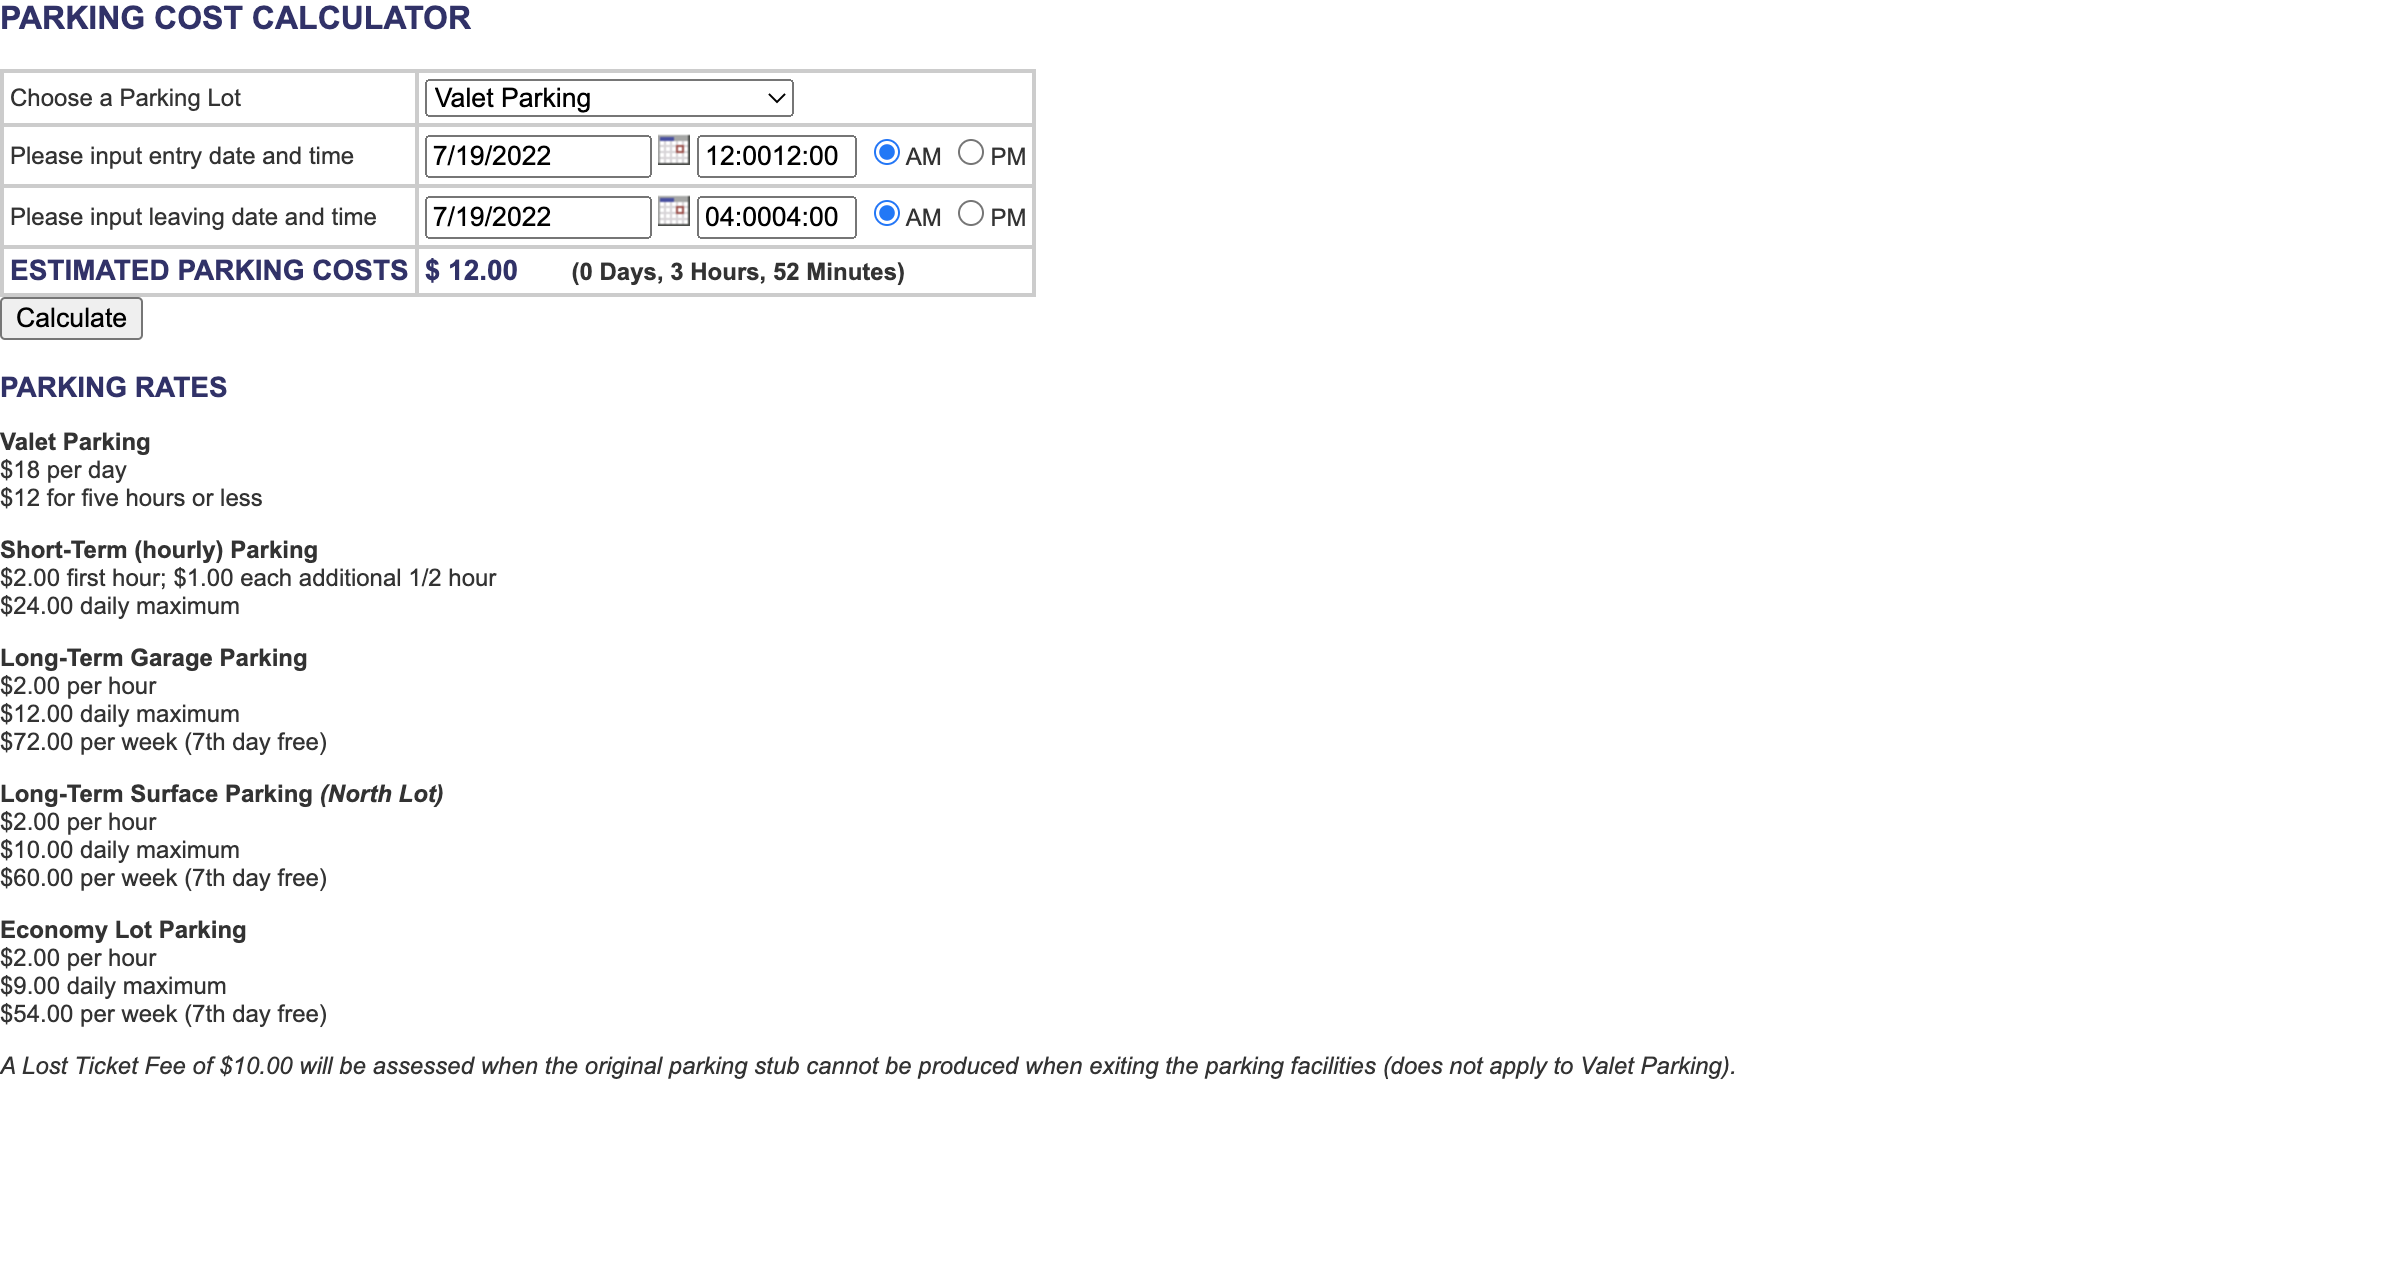 PARKING COST CALCULATOR
Choose a Parking Lot Valet Parking
Please input entry date and time 7/19/2022 12:0012:00 AM PM
Please input leaving date and time 7/19/2022 04:0004:00 AM PM
ESTIMATED PARKING COSTS $ 12.00 (0 Days, 3 Hours, 52 Minutes)
Calculate
PARKING RATES
Valet Parking
$18 per day
$12 for five hours or less
Short-Term (hourly) Parking
$2.00 first hour; $1.00 each additional 1/2 hour
$24.00 daily maximum
Long-Term Garage Parking
$2.00 per hour
$12.00 daily maximum
$72.00 per week (7th day free)
Long-Term Surface Parking (North Lot)
$2.00 per hour
$10.00 daily maximum
$60.00 per week (7th day free)
Economy Lot Parking
$2.00 per hour
$9.00 daily maximum
$54.00 per week (7th day free)
A Lost Ticket Fee of $10.00 will be assessed when the original parking stub cannot be produced when exiting the parking facilities (does not apply to Valet Parking).